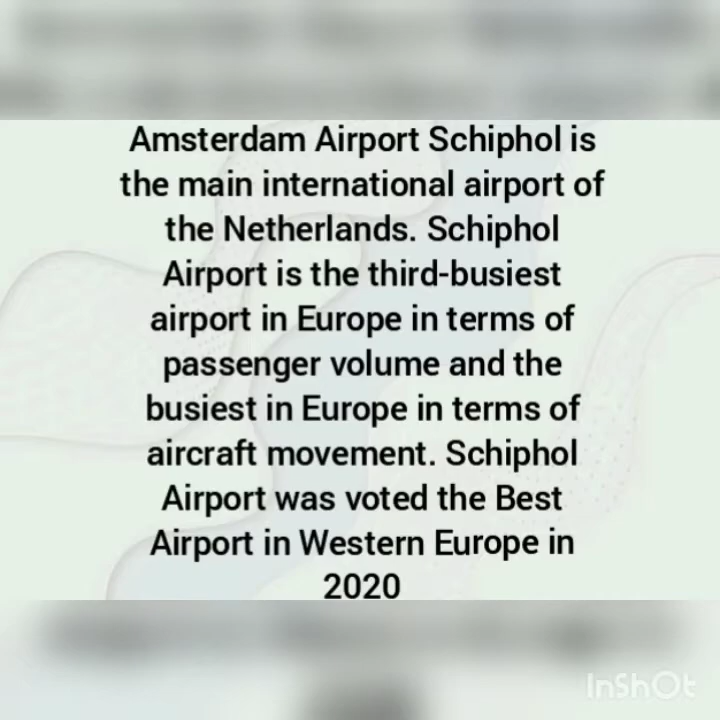 Amsterdam Airport Schiphol is
the main international airport of
the Netherlands. Schiphol
Airport is the third-busiest
airport in Europe in terms of
passenger volume and the
busiest in Europe in terms of
aircraft movement. Schiphol
Airport was voted the Best
Airport in Western Europe in
2020
InShOt